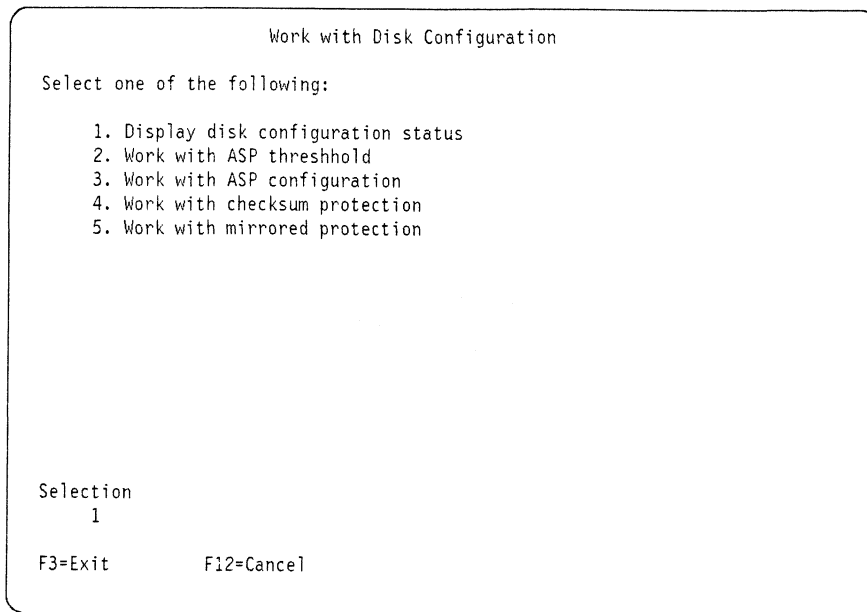 Work with Disk Configuration
Select one of the following:
1. Display disk configuration status
2. Work with ASP threshhold
3. Work with ASP configuration
4. Work with checksum protection
5. Work with mirrored protection
Selection
1
F3=Exit F12=Cancel